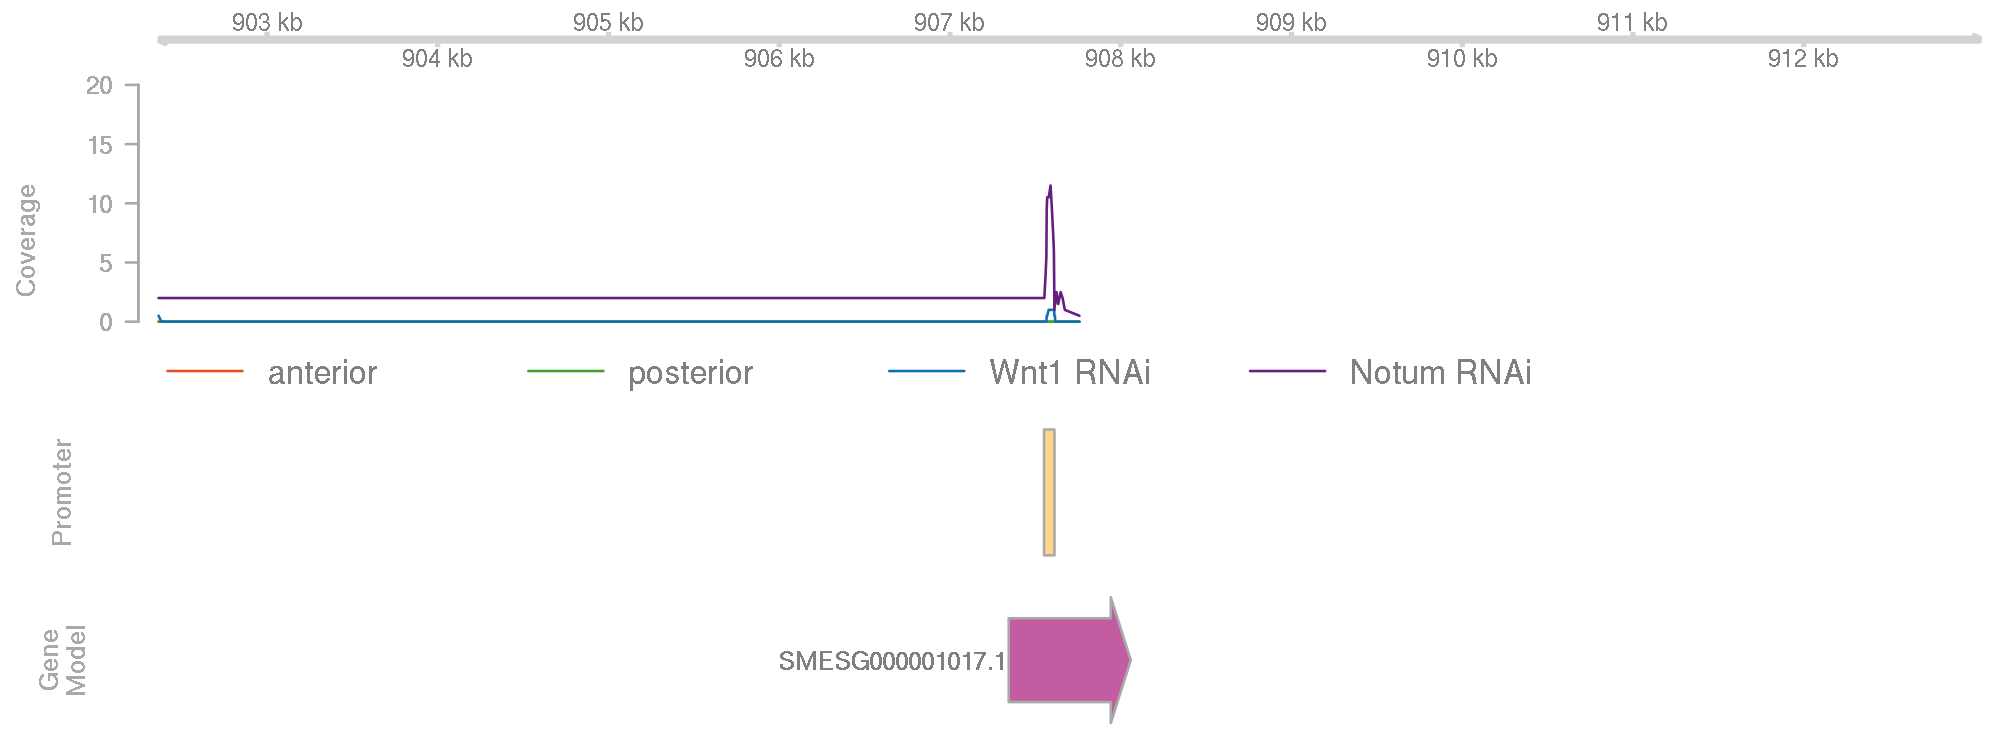 903 kb 905 kb 907 kb 909 kb 911 kb
904 kb 906 kb 908 kb 910 kb 912 kb
20
15
10
5
0
Coverage
anterior posterior Wnt1 RNAi Notum RNAi
Promoter
Gene
Model
SMESG000001017.1